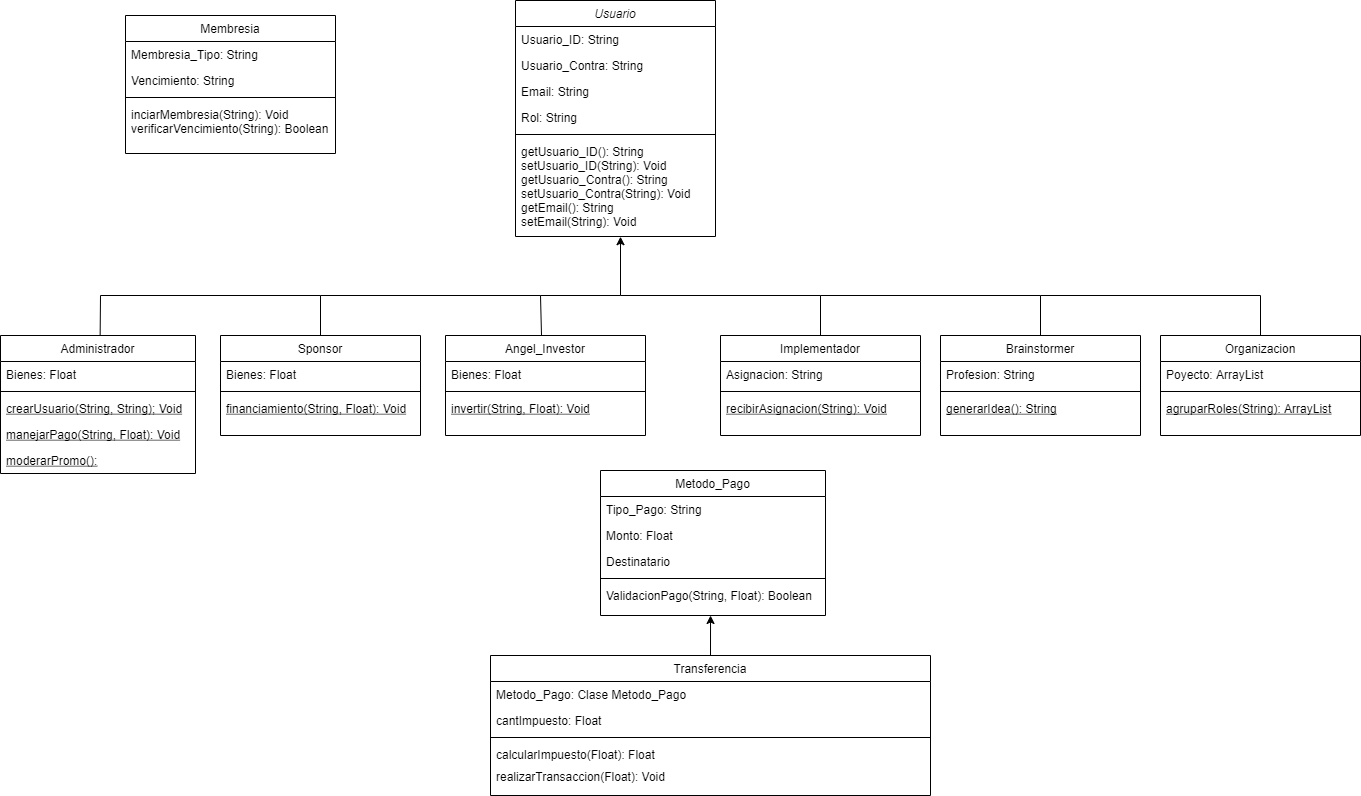 Membresia
Membresia_Tipo: String
Vencimiento: String
inciarMembresia(String): Void
verificarVencimiento(String): Boolean
Usuario
Usuario_ID: String
Usuario_Contra: String
Email: String
Rol: String
getUsuario_ID(): String
setUsuario_ID(String): Void
getUsuario_Contra(): String
setUsuario_Contra(String): Void
getEmail(): String
setEmail(String): Void
Administrador
Bienes: Float
crearUsuario(String, String); Void
manejarPago(String, Float): Void
moderarPromo():
Sponsor
Bienes: Float
financiamiento(String, Float): Void
Angel_Investor
Bienes: Float
invertir(String, Float): Void
Implementador
Asignacion: String
recibirAsignacion(String): Void
Brainstormer
Profesion: String
generarIdea(): String
Organizacion
Poyecto: ArrayList
agruparRoles(String): ArrayList
Metodo_Pago
Tipo_Pago: String
Monto: Float
Destinatario
ValidacionPago(String, Float): Boolean
Transferencia
Metodo_Pago: Clase Metodo_Pago
cantImpuesto: Float
calcularImpuesto(Float): Float
realizarTransaccion(Float): Void